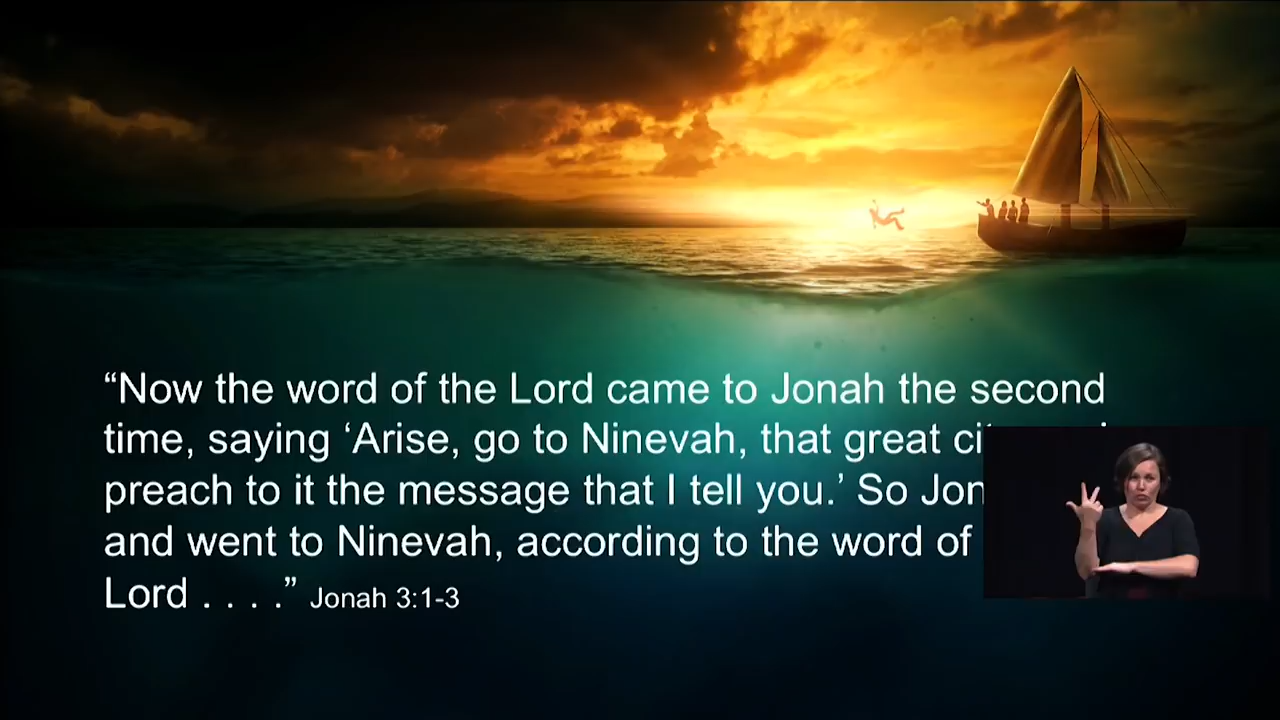 “Now the word of the Lord came to Jonah the second
time, saying ‘Arise, go to Ninevah, that great
preach to it the message that I tell you.’ So
and went to Ninevah, according to the word of
Lord . . . .” Jonah 3:1-3